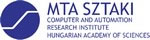 MTA SZTAKI
COMPUTER AND AUTOMATION
RESEARCH INSTITUTE
HUNGARIAN ACADEMY OF SCIENCES